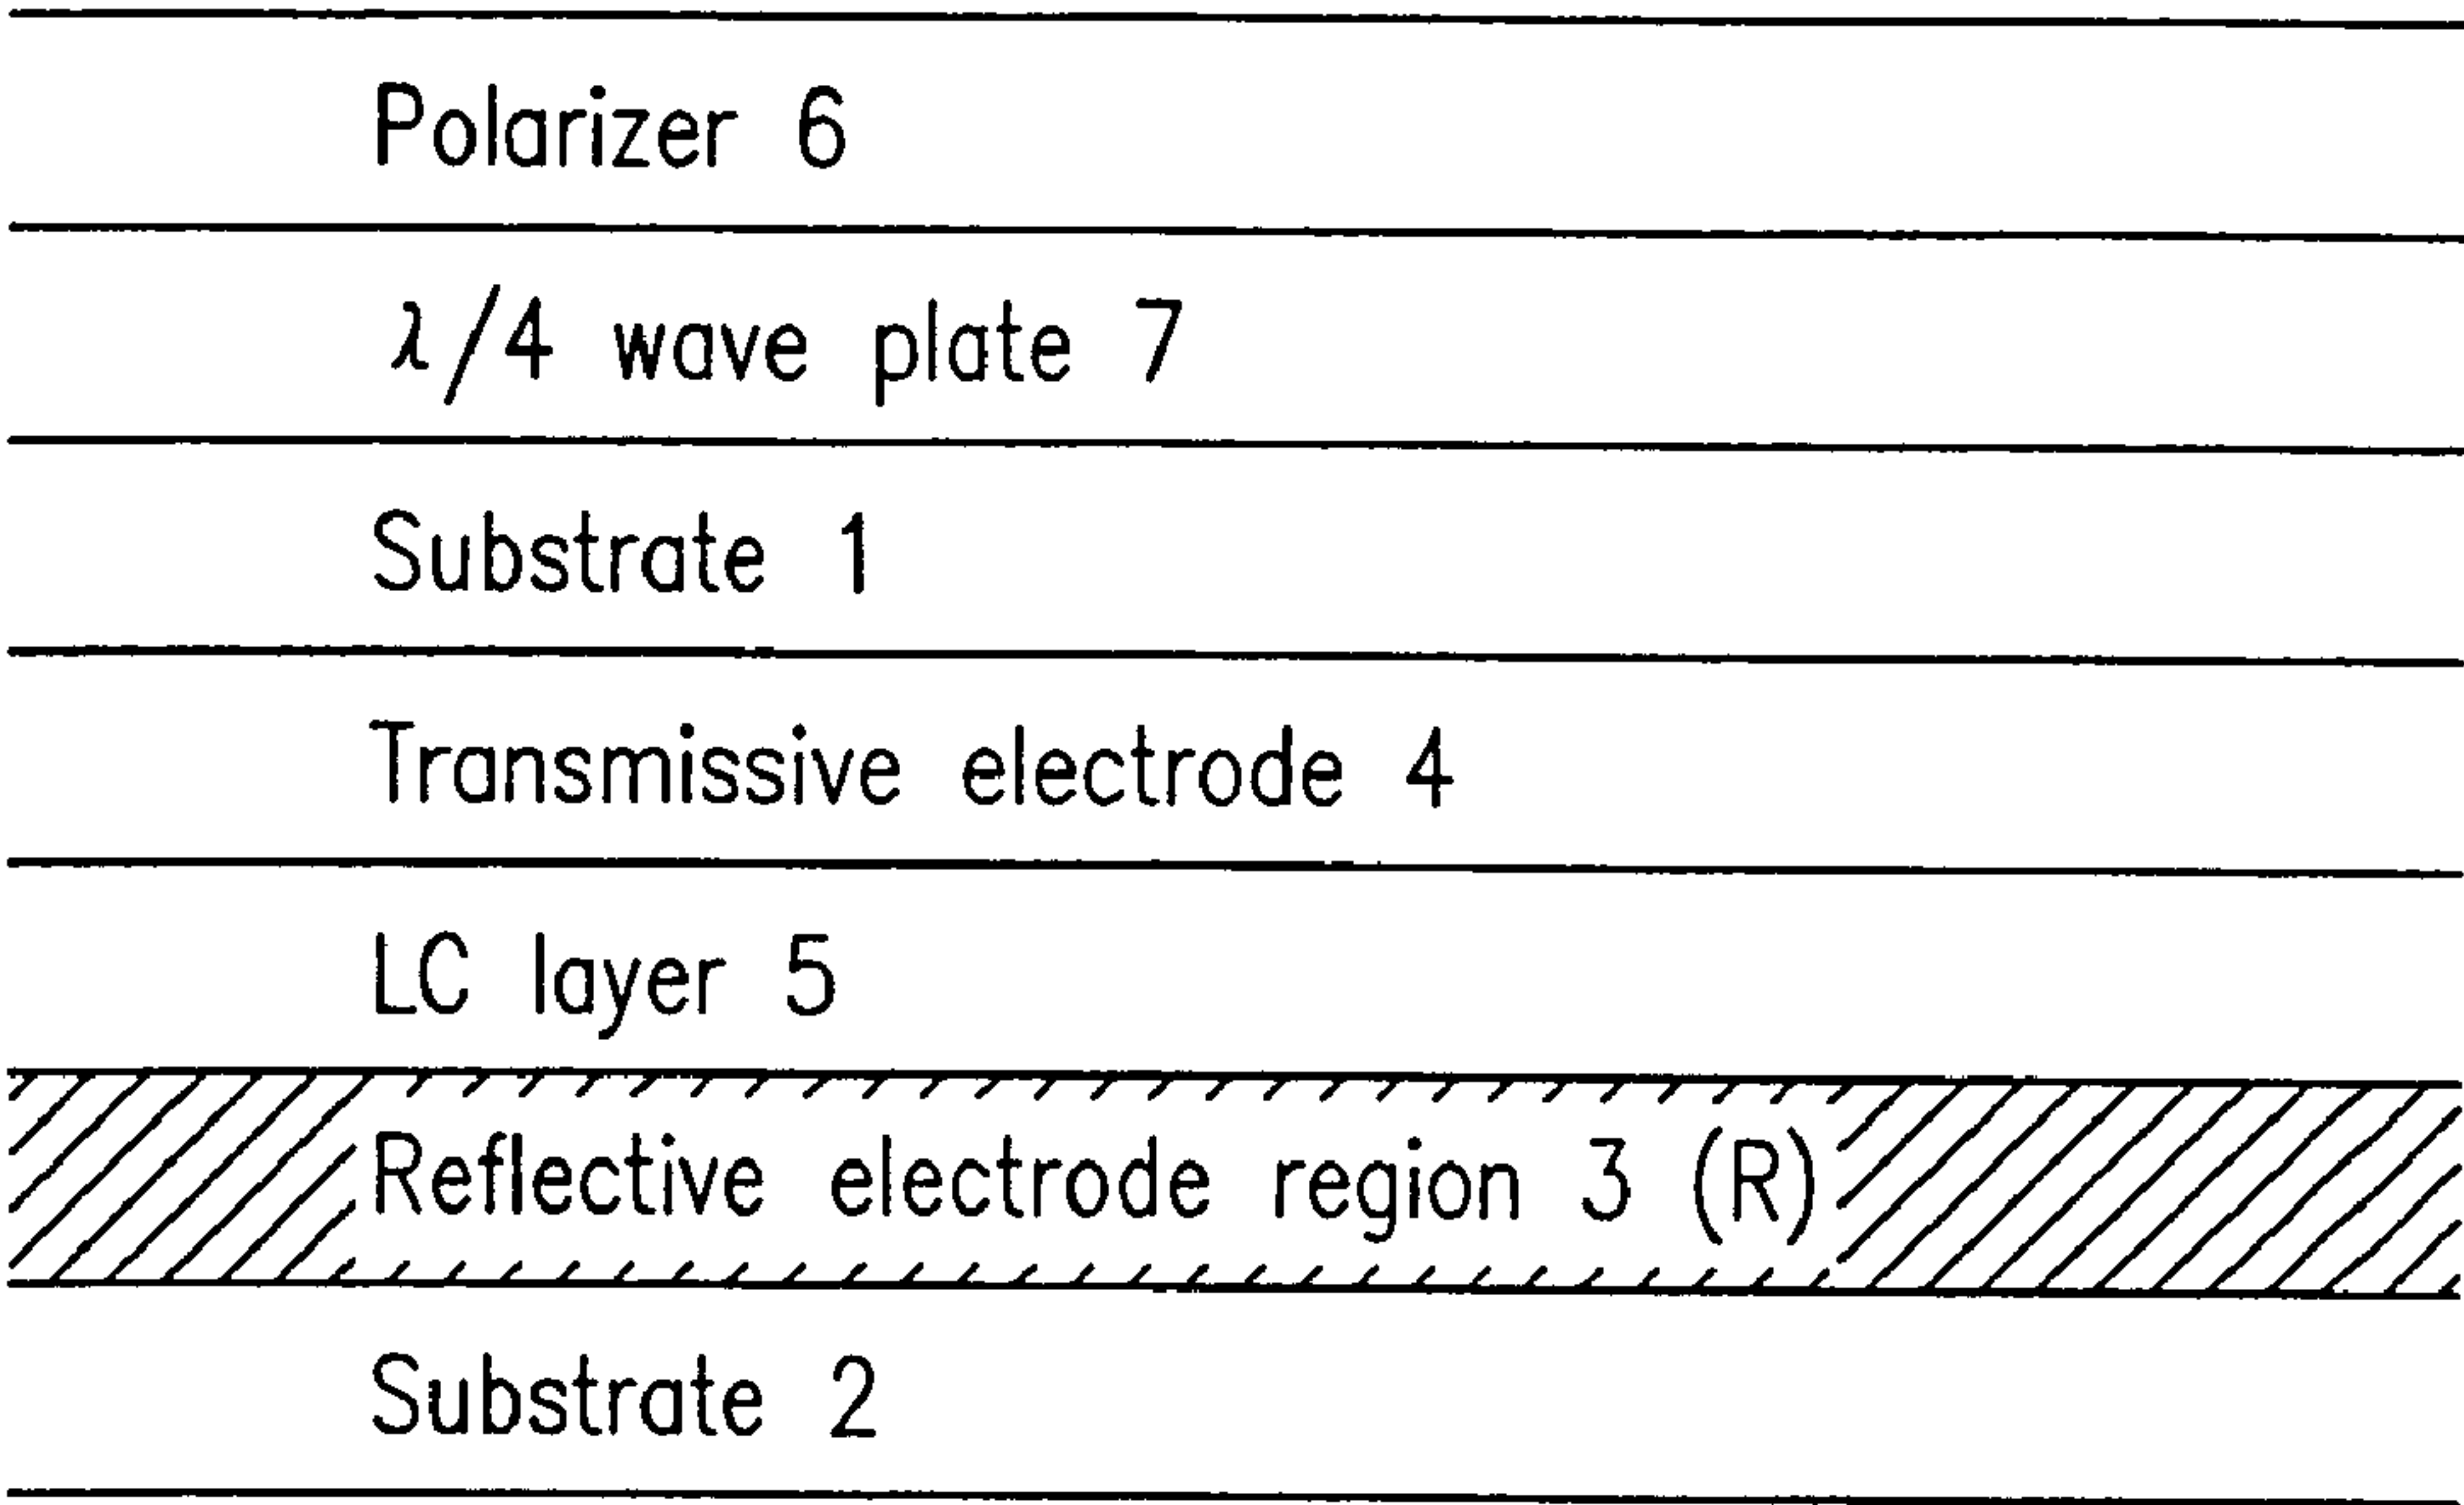 Polarizer 6
λ/4 wave plate 7
Substrate 1
Transmissive electrode 4
LC layer 5
Reflective electrode region 3 (R)
Substrate 2